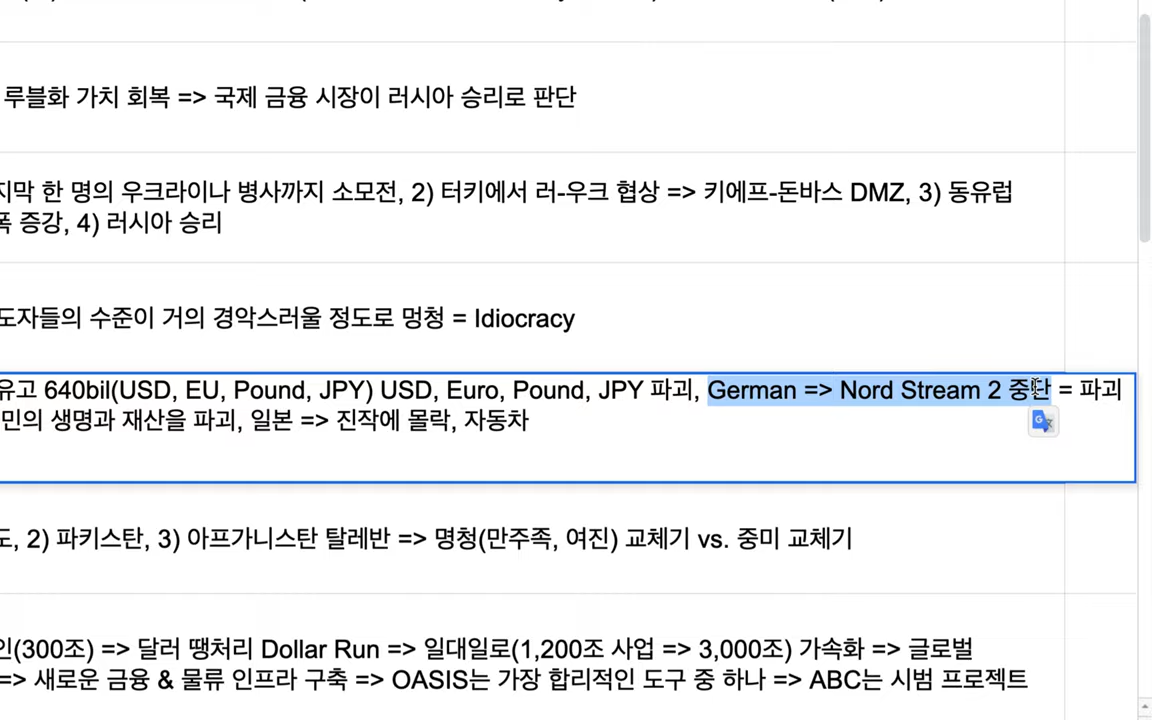 루블화 가치 회복 => 국제 금융 시장이 러시아 승리로 판단
지막 한 명의 우크라이나 병사까지 소모전, 2) 터키에서 러-우크 협상 => 키에프-돈바스 DMZ, 3) 동유럽
폭 증강, 4) 러시아 승리
도자들의 수준이 거의 경악스러울 정도로 멍청 = Idiocracy
유고 640bil(USD, EU, Pound, JPY) USD, Euro, Pound, JPY 파괴, German => Nord Stream 2 중단 = 파괴
민의 생명과 재산을 파괴, 일본 => 진작에 몰락, 자동차
도, 2) 파키스탄, 3) 아프가니스탄 탈레반 => 명청(만주족, 여진) 교체기 vs. 중미 교체기
인(300조) => 달러 땡처리 Dollar Run => 일대일로(1,200조 사업 => 3,000조) 가속화 => 글로벌
=> 새로운 금융 & 물류 인프라 구축 => OASIS는 가장 합리적인 도구 중 하나 => ABC는 시범 프로젝트